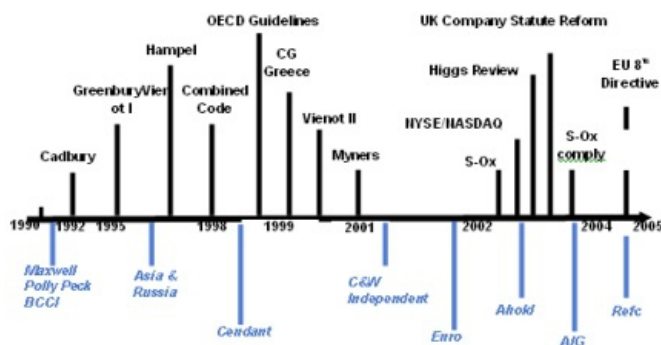 OECD Guidelines
UK Company Statute Reform
Hampel
CG
Greece
Higgs Review
EU 8th
Directive
GreenburyVien
ot I
Combined
Code
Vienot II
NYSE/NASDAQ
Cadbury
Myners
S-Ox
S-Ox
comply
1990
1992
1995
1998
1999
2001
2002
2004
2005
Maxwell
Polly Peck
BCCI
Asia &
Russia
Cendant
C&W
Independent
Enro
Ahold
AIG
Refc